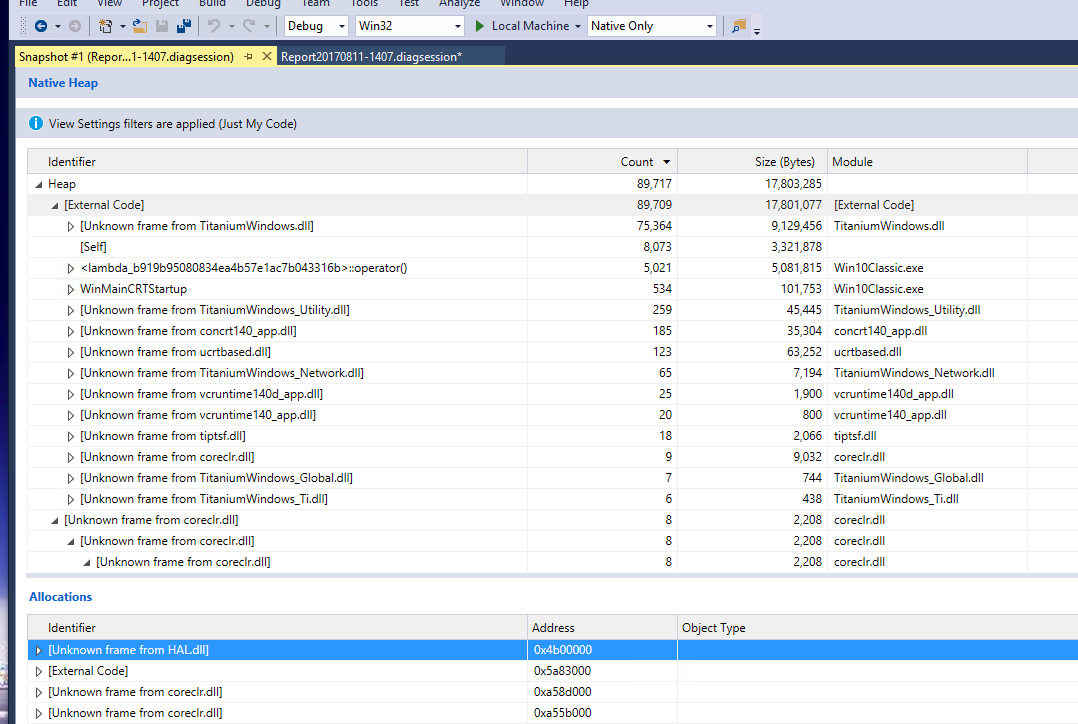 File Edit View Project Build Debug Team Tools Test Analyze Window Help
Debug Win32 Local Machine Native Only
Snapshot #1 (Repor...1-1407.diagsession) Report20170811-1407.diagsession*
Native Heap
View Settings filters are applied (Just My Code)
Identifier Count Size (Bytes) Module
Heap 89,717 17,803,285
[External Code] 89,709 17,801,077 [External Code]
[Unknown frame from TitaniumWindows.dll] 75,364 9,129,456 TitaniumWindows.dll
[Self] 8,073 3,321,878
<lambda_b919b95080834ea4b57e1ac7b043316b>::operator() 5,021 5,081,815 Win10Classic.exe
WinMainCRTStartup 534 101,753 Win10Classic.exe
[Unknown frame from TitaniumWindows_Utility.dll] 259 45,445 TitaniumWindows_Utility.dll
[Unknown frame from concrt140_app.dll] 185 35,304 concrt140_app.dll
[Unknown frame from ucrtbased.dll] 123 63,252 ucrtbased.dll
[Unknown frame from TitaniumWindows_Network.dll] 65 7,194 TitaniumWindows_Network.dll
[Unknown frame from vcruntime140d_app.dll] 25 1,900 vcruntime140d_app.dll
[Unknown frame from vcruntime140_app.dll] 20 800 vcruntime140_app.dll
[Unknown frame from tiptsf.dll] 18 2,066 tiptsf.dll
[Unknown frame from coreclr.dll] 9 9,032 coreclr.dll
[Unknown frame from TitaniumWindows_Global.dll] 7 744 TitaniumWindows_Global.dll
[Unknown frame from TitaniumWindows_Ti.dll] 6 438 TitaniumWindows_Ti.dll
[Unknown frame from coreclr.dll] 8 2,208 coreclr.dll
[Unknown frame from coreclr.dll] 8 2,208 coreclr.dll
[Unknown frame from coreclr.dll] 8 2,208 coreclr.dll
Allocations
Identifier Address Object Type
[Unknown frame from HAL.dll] 0x4b00000
[External Code] 0x5a83000
[Unknown frame from coreclr.dll] 0xa58d000
[Unknown frame from coreclr.dll] 0xa55b000